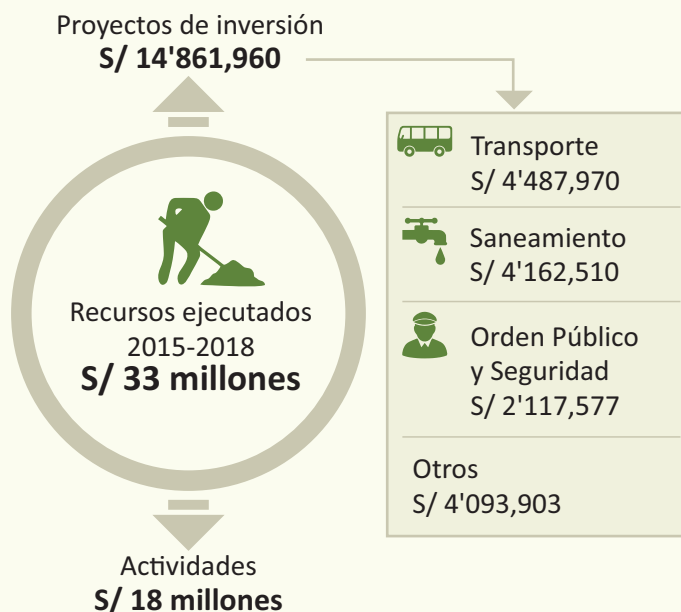 Proyectos de inversión
S/ 14'861,960
Transporte
S/ 4'487,970
Saneamiento
S/ 4'162,510
Orden Público
y Seguridad
S/ 2'117,577
Otros
S/ 4'093,903
Recursos ejecutados
2015-2018
S/ 33 millones
Actividades
S/ 18 millones